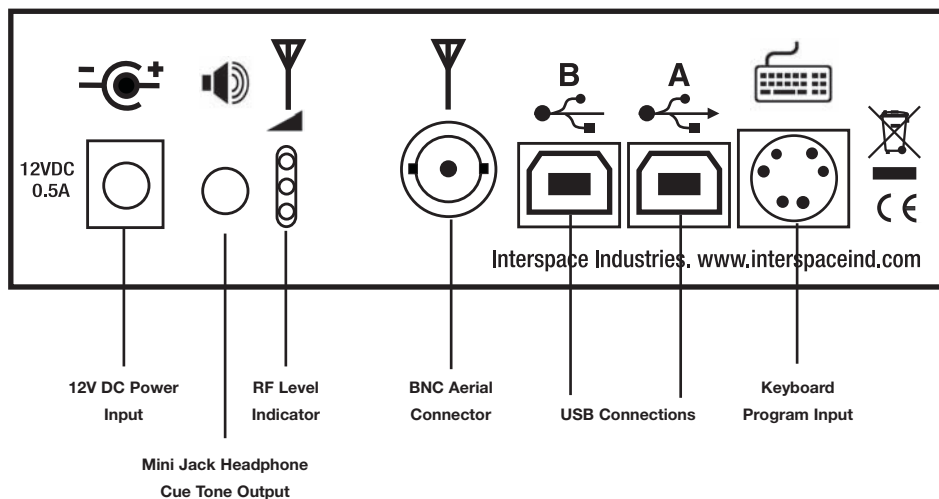 B
A
12VDC
0.5A
- +
CE
Interspace Industries. www.interspaceind.com
12V DC Power
Input
RF Level
Indicator
BNC Aerial
Connector
USB Connections
Keyboard
Program Input
Mini Jack Headphone
Cue Tone Output